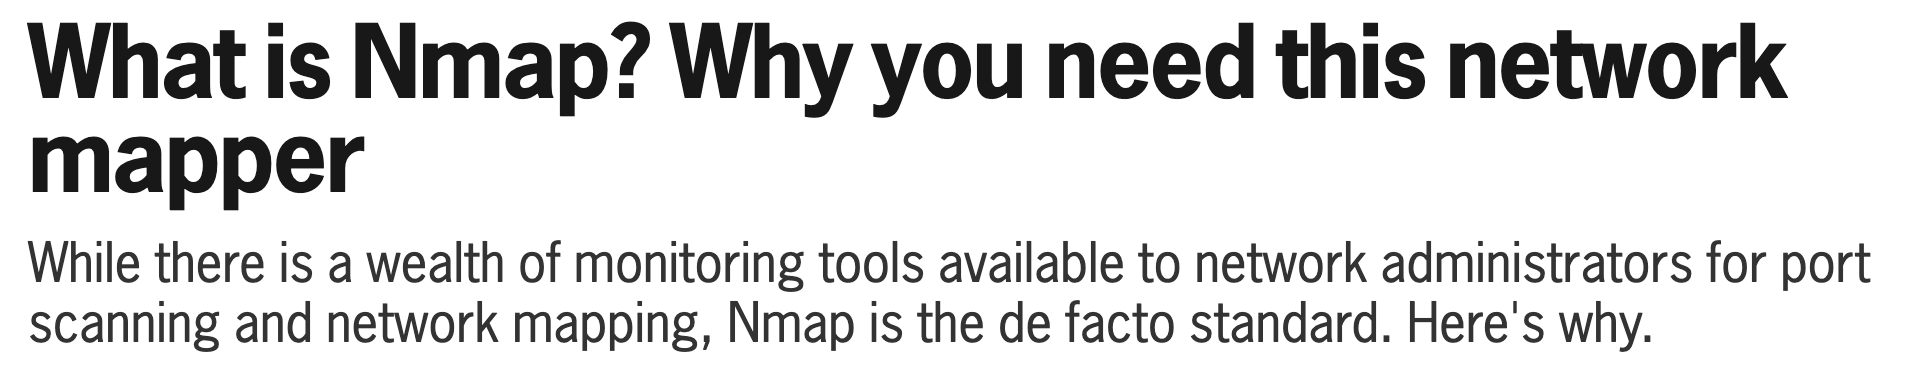 What is Nmap? Why you need this network
mapper
While there is a wealth of monitoring tools available to network administrators for port
scanning and network mapping, Nmap is the de facto standard. Here's why.